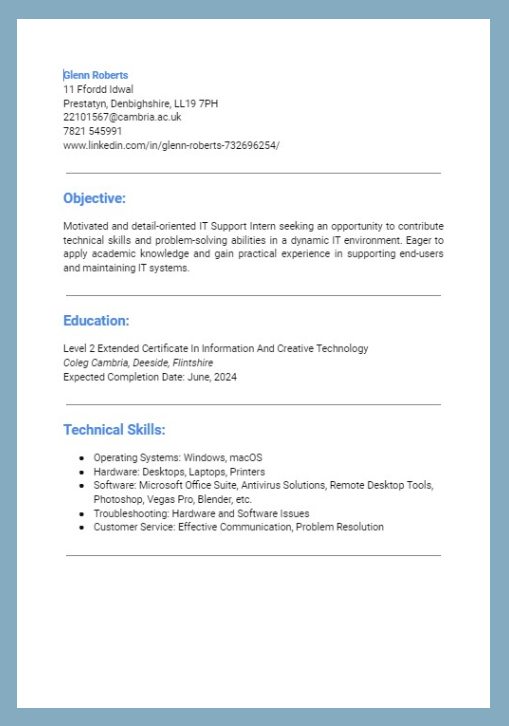 Glenn Roberts
11 Ffordd Idwal
Prestatyn, Denbighshire, LL19 7PH
22101567@cambria.ac.uk
7821 545991
www.linkedin.com/in/glenn-roberts-732696254/
Objective:
Motivated and detail-oriented IT Support Intern seeking an opportunity to contribute
technical skills and problem-solving abilities in a dynamic IT environment. Eager to
apply academic knowledge and gain practical experience in supporting end-users
and maintaining IT systems.
Education:
Level 2 Extended Certificate In Information And Creative Technology
Coleg Cambria, Deeside, Flintshire
Expected Completion Date: June, 2024
Technical Skills:
● Operating Systems: Windows, macOS
● Hardware: Desktops, Laptops, Printers
● Software: Microsoft Office Suite, Antivirus Solutions, Remote Desktop Tools,
Photoshop, Vegas Pro, Blender, etc.
● Troubleshooting: Hardware and Software Issues
● Customer Service: Effective Communication, Problem Resolution